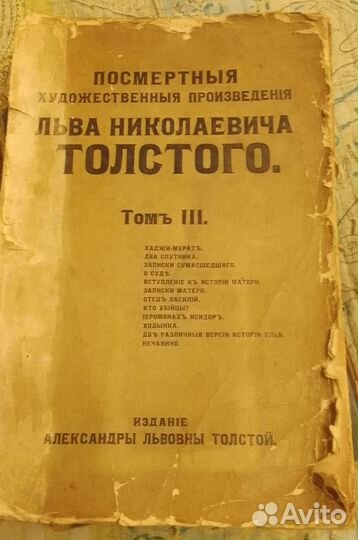 ПОСМЕРТНЫЯ
ХУДОЖЕСТВЕННЫЯ ПРОИЗВЕДЕНІЯ
ЛЬВА НИКОЛАЕВИЧА
ТОЛСТОГО.
Томъ III.
ХАДЖИ-МУРАТЪ.
ДВА СПУТНИКА.
ЗАПИСКИ СУМАСШЕДШАГО.
О СУДѢ.
ВСТУПЛЕНІЕ КЪ ИСТОРІИ МАТЕРИ.
ЗАПИСКИ МАТЕРИ.
ОТЕЦЪ ВАСИЛІЙ.
КТО УБІЙЦЫ?
ІЕРОМОНАХЪ ИСИДОРЪ.
ХОДЫНКА.
ДВѢ РАЗЛИЧНЫЯ ВЕРСІИ ИСТОРІИ УЛЬЯ.
НЕЧАЯННО.
ИЗДАНІЕ
АЛЕКСАНДРЫ ЛЬВОВНЫ ТОЛСТОЙ.
Avito